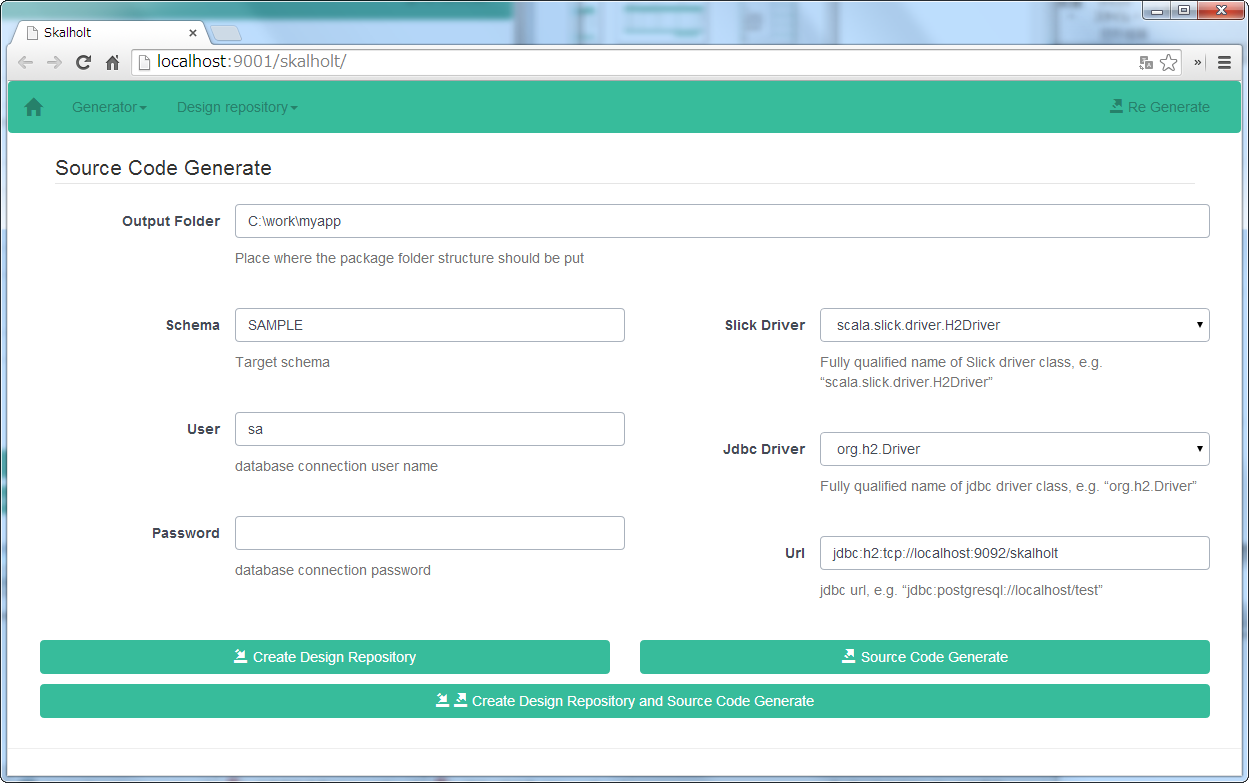 Skalholt
localhost:9001/skalholt/
Generator Design repository Re Generate
Source Code Generate
Output Folder C:\work\myapp
Place where the package folder structure should be put
Schema SAMPLE
Target schema
Slick Driver scala.slick.driver.H2Driver
Fully qualified name of Slick driver class, e.g.
“scala.slick.driver.H2Driver”
User sa
database connection user name
Jdbc Driver org.h2.Driver
Fully qualified name of jdbc driver class, e.g. “org.h2.Driver”
Password
database connection password
Url jdbc:h2:tcp://localhost:9092/skalholt
jdbc url, e.g. “jdbc:postgresql://localhost/test”
Create Design Repository Source Code Generate
Create Design Repository and Source Code Generate